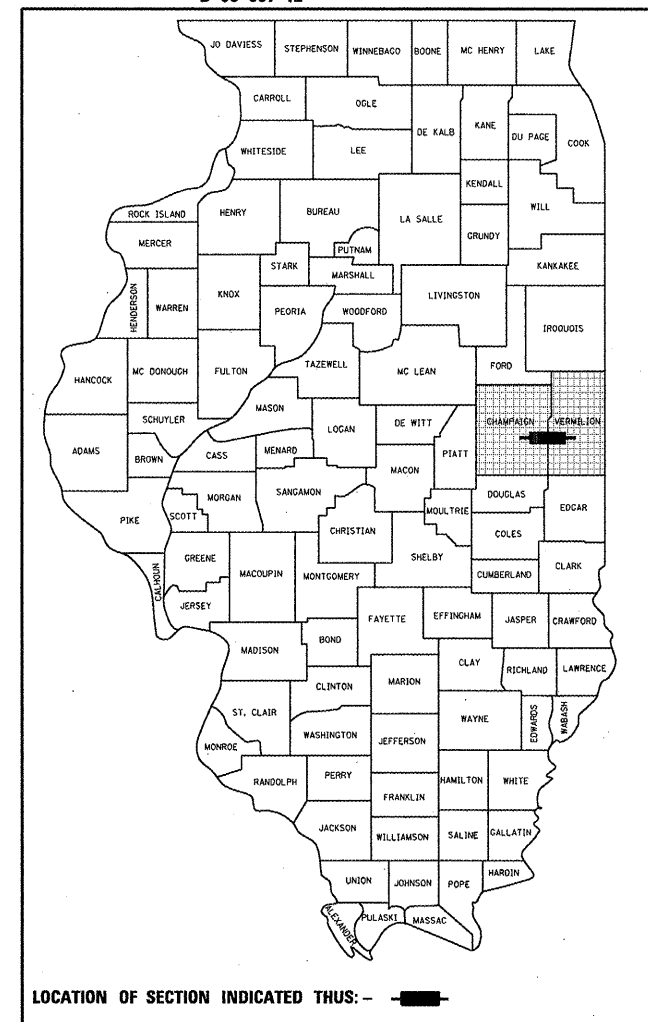 JO DAVIESS STEPHENSON WINNEBAGO BOONE MC HENRY LAKE
CARROLL OGLE DE KALB KANE DU PAGE COOK
WHITESIDE LEE
KENDALL WILL
ROCK ISLAND HENRY BUREAU LA SALLE GRUNDY
MERCER PUTNAM KANKAKEE
STARK MARSHALL
HENDERSON WARREN KNOX PEORIA WOODFORD LIVINGSTON IROQUOIS
HANCOCK MC DONOUGH FULTON TAZEWELL MC LEAN FORD
MASON
SCHUYLER LOGAN DE WITT CHAMPAIGN VERMILION
ADAMS BROWN CASS MENARD MACON PIATT
MORGAN SANGAMON DOUGLAS
PIKE SCOTT CHRISTIAN MOULTRIE EDGAR
COLES
GREENE SHELBY
CALHOUN MACOUPIN MONTGOMERY CUMBERLAND CLARK
JERSEY
FAYETTE EFFINGHAM JASPER CRAWFORD
MADISON BOND
CLAY RICHLAND LAWRENCE
CLINTON MARION
ST. CLAIR WAYNE EDWARDS WABASH
WASHINGTON JEFFERSON
MONROE
RANDOLPH PERRY HAMILTON WHITE
FRANKLIN
JACKSON WILLIAMSON SALINE GALLATIN
UNION JOHNSON POPE HARDIN
ALEXANDER PULASKI MASSAC
LOCATION OF SECTION INDICATED THUS: –